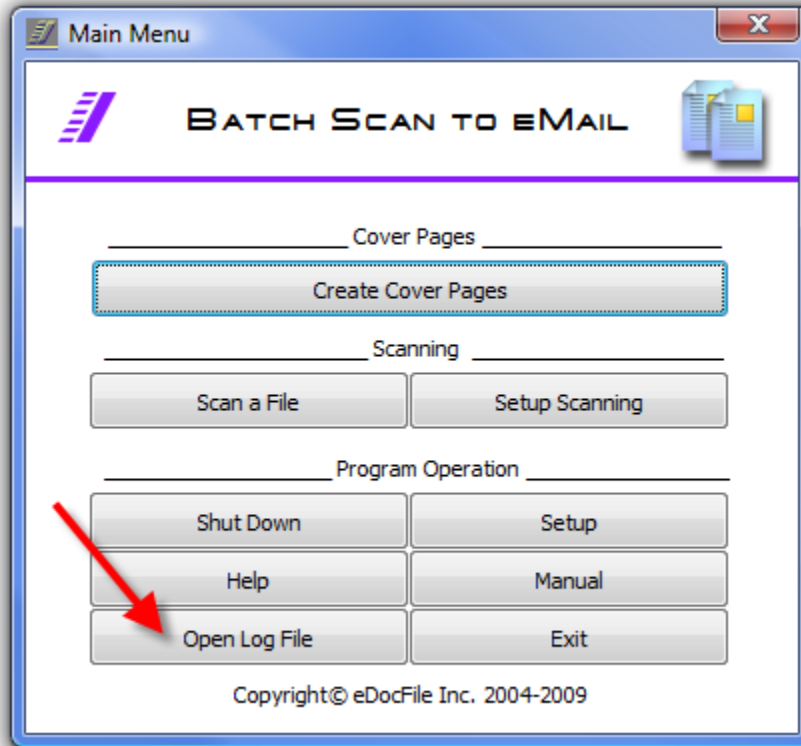 Main Menu
BATCH SCAN TO EMAIL
Cover Pages
Create Cover Pages
Scanning
Scan a File Setup Scanning
Program Operation
Shut Down Setup
Help Manual
Open Log File Exit
Copyright© eDocFile Inc. 2004-2009